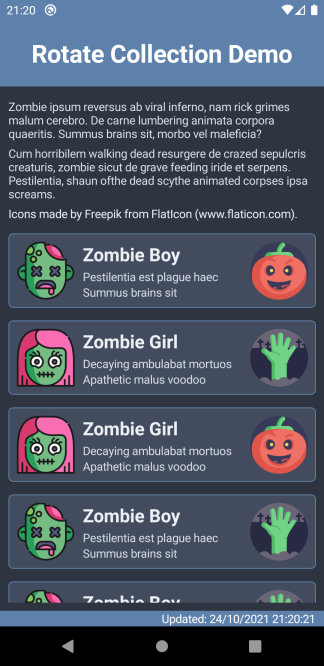 21:20
Rotate Collection Demo
Zombie ipsum reversus ab viral inferno, nam rick grimes
malum cerebro. De carne lumbering animata corpora
quaeritis. Summus brains sit, morbo vel maleficia?
Cum horribilem walking dead resurgere de crazed sepulcris
creaturis, zombie sicut de grave feeding iride et serpens.
Pestilentia, shaun ofthe dead scythe animated corpses ipsa
screams.
Icons made by Freepik from FlatIcon (www.flaticon.com).
Zombie Boy
Pestilentia est plague haec
Summus brains sit
Zombie Girl
Decaying ambulabat mortuos
Apathetic malus voodoo
Zombie Girl
Decaying ambulabat mortuos
Apathetic malus voodoo
Zombie Boy
Pestilentia est plague haec
Summus brains sit
Zombie Boy
Updated: 24/10/2021 21:20:21